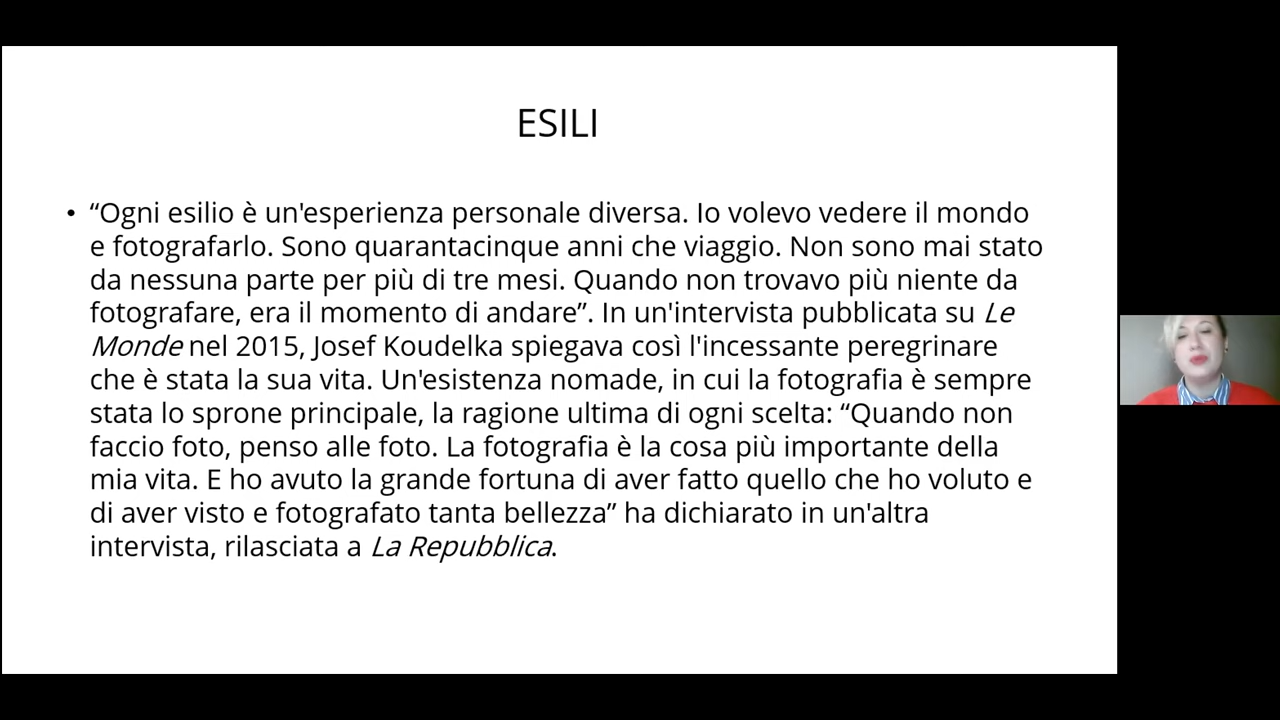 ESILI
• “Ogni esilio è un'esperienza personale diversa. Io volevo vedere il mondo
e fotografarlo. Sono quarantacinque anni che viaggio. Non sono mai stato
da nessuna parte per più di tre mesi. Quando non trovavo più niente da
fotografare, era il momento di andare”. In un'intervista pubblicata su Le
Monde nel 2015, Josef Koudelka spiegava così l'incessante peregrinare
che è stata la sua vita. Un'esistenza nomade, in cui la fotografia è sempre
stata lo sprone principale, la ragione ultima di ogni scelta: “Quando non
faccio foto, penso alle foto. La fotografia è la cosa più importante della
mia vita. E ho avuto la grande fortuna di aver fatto quello che ho voluto e
di aver visto e fotografato tanta bellezza” ha dichiarato in un'altra
intervista, rilasciata a La Repubblica.